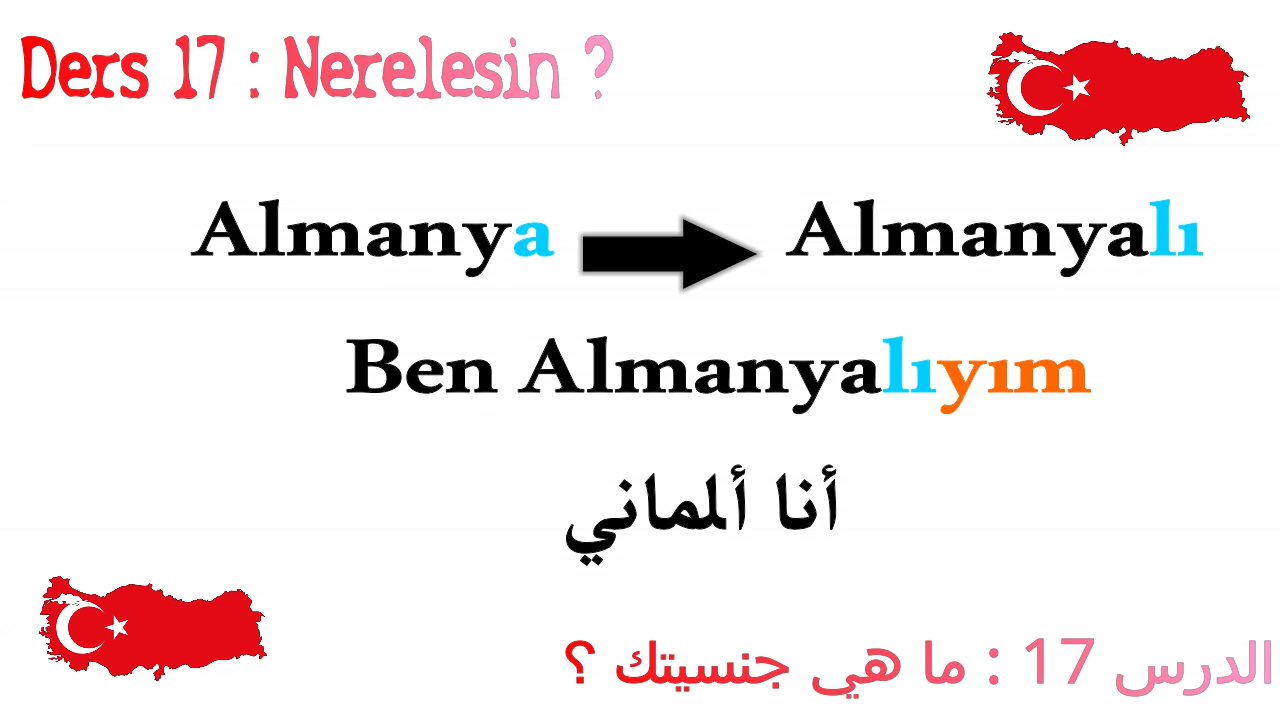 Ders 17 : Nerelesin ?
Almanya Almanyalı
Ben Almanyalıyım
أنا ألماني
الدرس 17 : ما هي جنسيتك ؟